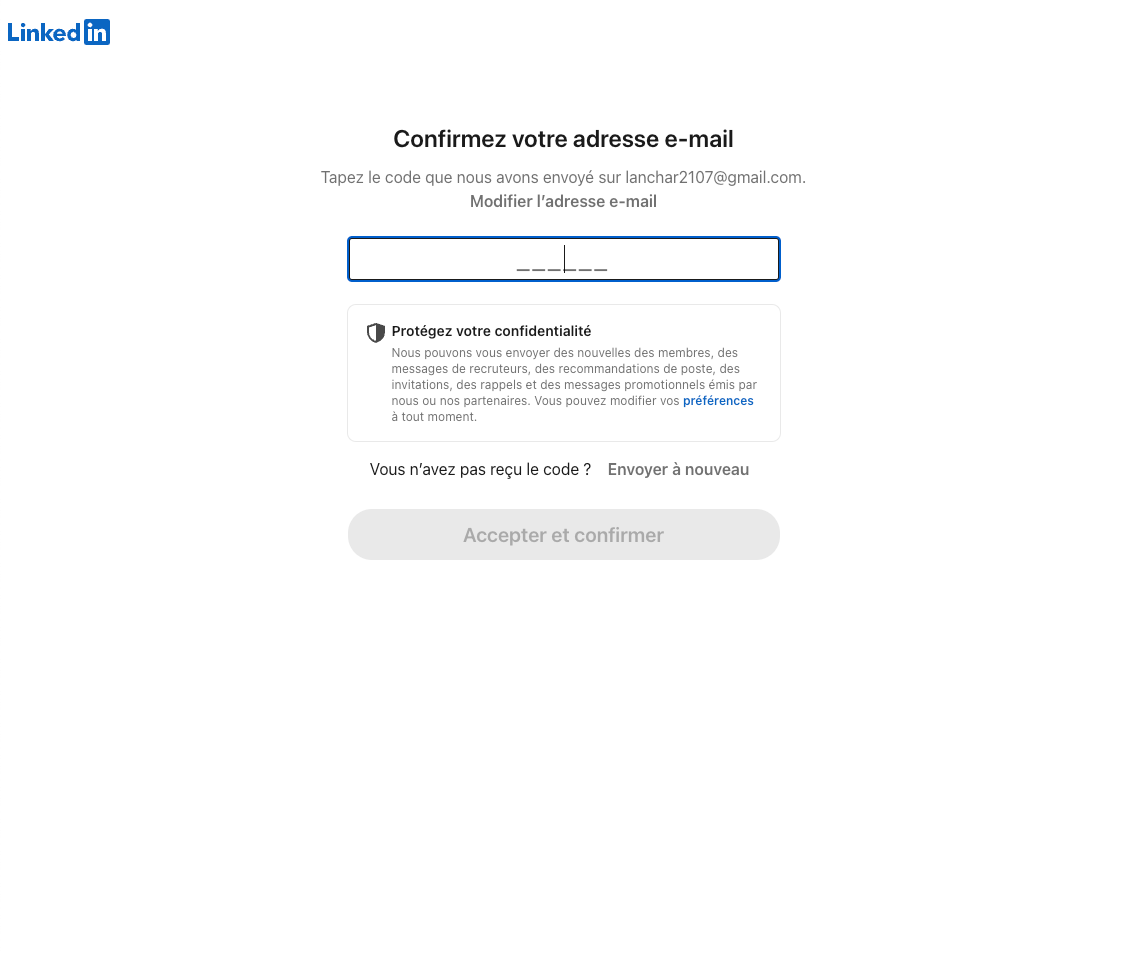 Linked in
Confirmez votre adresse e-mail
Tapez le code que nous avons envoyé sur lanchar2107@gmail.com.
Modifier l’adresse e-mail
______
Protégez votre confidentialité
Nous pouvons vous envoyer des nouvelles des membres, des
messages de recruteurs, des recommandations de poste, des
invitations, des rappels et des messages promotionnels émis par
nous ou nos partenaires. Vous pouvez modifier vos préférences
à tout moment.
Vous n’avez pas reçu le code ? Envoyer à nouveau
Accepter et confirmer